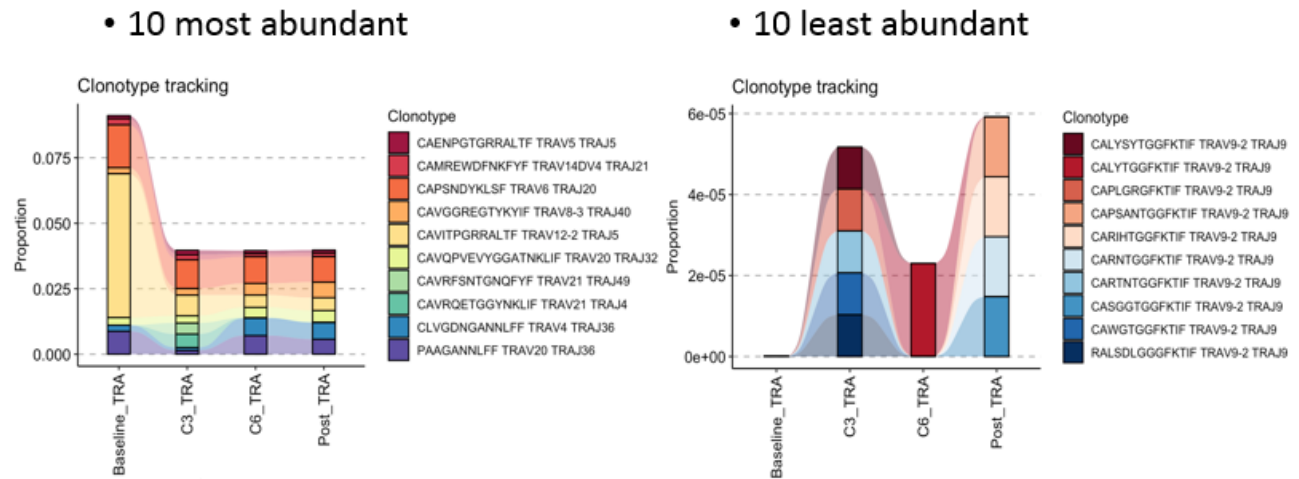 • 10 most abundant
Clonotype tracking
Proportion
0.075
0.050
0.025
0.000
Baseline_TRA
C3_TRA
C6_TRA
Post_TRA
Clonotype
CAENPGTGRRALTF TRAV5 TRAJ5
CAMREWDFNKFYF TRAV14DV4 TRAJ21
CAPSNDYKLSF TRAV6 TRAJ20
CAVGGREGTYKYIF TRAV8-3 TRAJ40
CAVITPGRRALTF TRAV12-2 TRAJ5
CAVQPVEVYGGATNKLIF TRAV20 TRAJ32
CAVRFSNTGNQFYF TRAV21 TRAJ49
CAVRQETGGYNKLIF TRAV21 TRAJ4
CLVGDNGANNLFF TRAV4 TRAJ36
PAAGANNLFF TRAV20 TRAJ36
• 10 least abundant
Clonotype tracking
Proportion
6e-05
4e-05
2e-05
0e+00
Baseline_TRA
C3_TRA
C6_TRA
Post_TRA
Clonotype
CALYSYTGGFKTIF TRAV9-2 TRAJ9
CALYTGGFKTIF TRAV9-2 TRAJ9
CAPLGRGFKTIF TRAV9-2 TRAJ9
CAPSANTGGFKTIF TRAV9-2 TRAJ9
CARIHTGGFKTIF TRAV9-2 TRAJ9
CARNTGGFKTIF TRAV9-2 TRAJ9
CARTNTGGFKTIF TRAV9-2 TRAJ9
CASGGTGGFKTIF TRAV9-2 TRAJ9
CAWGTGGFKTIF TRAV9-2 TRAJ9
RALSDLGGGFKTIF TRAV9-2 TRAJ9